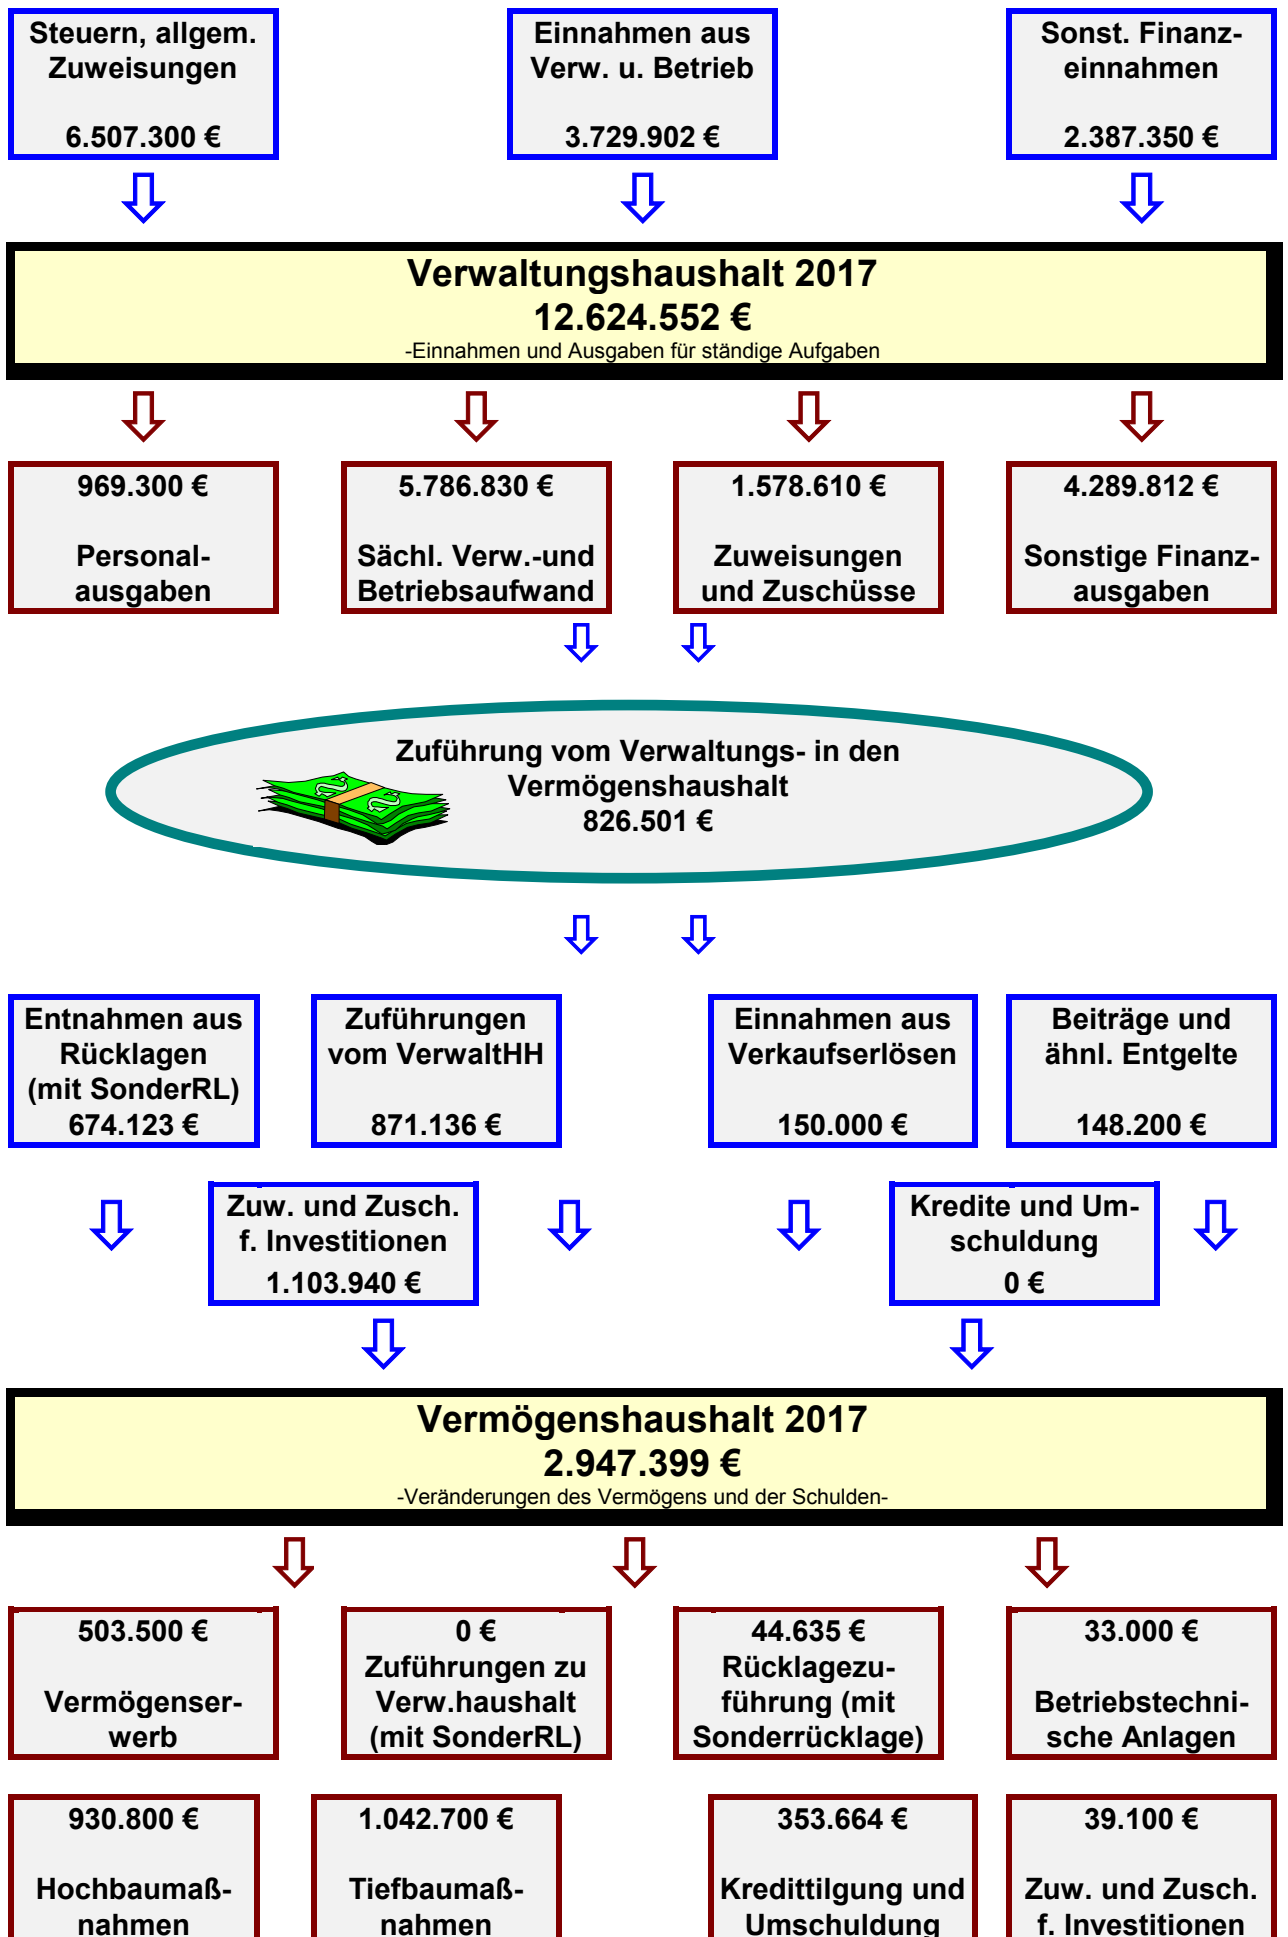 Steuern, allgem.
Zuweisungen
6.507.300 €
Einnahmen aus
Verw. u. Betrieb
3.729.902 €
Sonst. Finanz-
einnahmen
2.387.350 €
Verwaltungshaushalt 2017
12.624.552 €
-Einnahmen und Ausgaben für ständige Aufgaben
969.300 €
Personal-
ausgaben
5.786.830 €
Sächl. Verw.-und
Betriebsaufwand
1.578.610 €
Zuweisungen
und Zuschüsse
4.289.812 €
Sonstige Finanz-
ausgaben
Zuführung vom Verwaltungs- in den
Vermögenshaushalt
826.501 €
Entnahmen aus
Rücklagen
(mit SonderRL)
674.123 €
Zuführungen
vom VerwaltHH
871.136 €
Einnahmen aus
Verkaufserlösen
150.000 €
Beiträge und
ähnl. Entgelte
148.200 €
Zuw. und Zusch.
f. Investitionen
1.103.940 €
Kredite und Um-
schuldung
0 €
Vermögenshaushalt 2017
2.947.399 €
-Veränderungen des Vermögens und der Schulden-
503.500 €
Vermögenser-
werb
0 €
Zuführungen zu
Verw.haushalt
(mit SonderRL)
44.635 €
Rücklagezu-
führung (mit
Sonderrücklage)
33.000 €
Betriebstechni-
sche Anlagen
930.800 €
Hochbaumaß-
nahmen
1.042.700 €
Tiefbaumaß-
nahmen
353.664 €
Kredittilgung und
Umschuldung
39.100 €
Zuw. und Zusch.
f. Investitionen